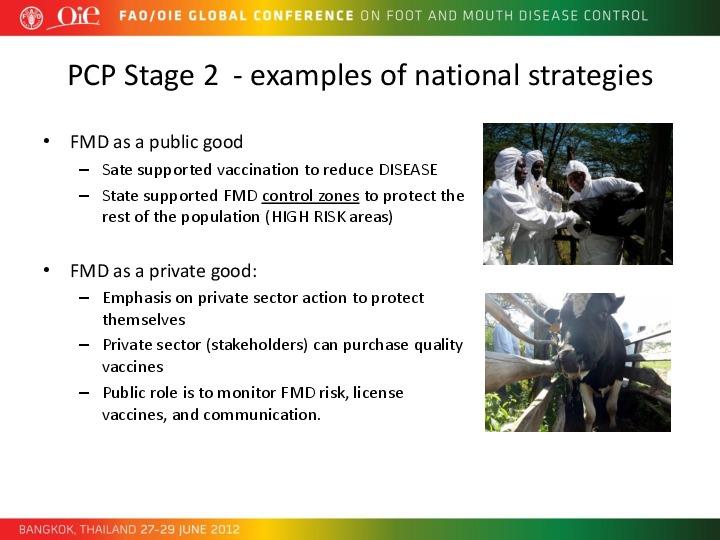 OiE FAO/OIE GLOBAL CONFERENCE ON FOOT AND MOUTH DISEASE CONTROL
PCP Stage 2 - examples of national strategies
• FMD as a public good
– Sate supported vaccination to reduce DISEASE
– State supported FMD control zones to protect the
rest of the population (HIGH RISK areas)
• FMD as a private good:
– Emphasis on private sector action to protect
themselves
– Private sector (stakeholders) can purchase quality
vaccines
– Public role is to monitor FMD risk, license
vaccines, and communication.
BANGKOK, THAILAND 27-29 JUNE 2012